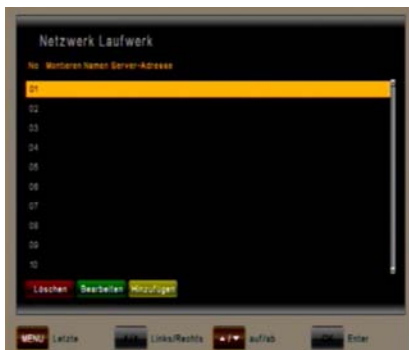 Netzwerk Laufwerk
No Montieren Namen Server-Adresse
01
02
03
04
05
06
07
08
09
10
Löschen Bearbeiten Hinzufügen
MENU Letzte Links/Rechts ▲/▼ auf/ab OK Enter